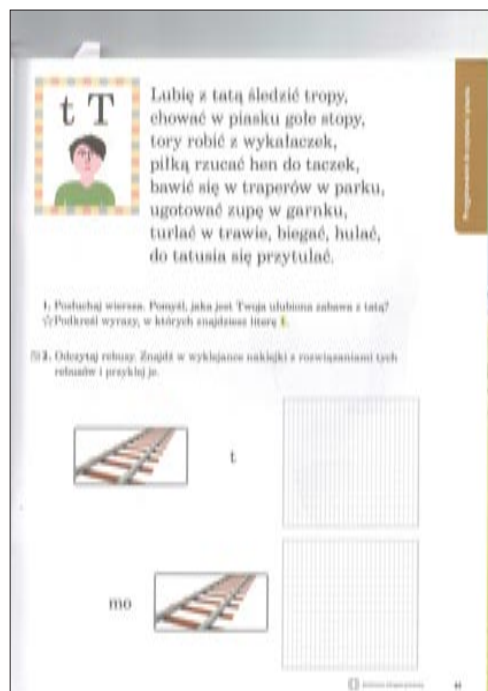 t T
Lubię z tatą śledzić tropy,
chować w piasku gołe stopy,
tory robić z wykałaczek,
piłką rzucać hen do taczek,
bawić się w traperów w parku,
ugotować zupę w garnku,
turlać w trawie, biegać, hulać,
do tatusia się przytulać.
1. Posłuchaj wiersza. Pomyśl, jaka jest Twoja ulubiona zabawa z tatą?
☆Podkreśl wyrazy, w których znajdziesz literę t.
2. Odczytaj rebusy. Znajdź w wyklejance naklejki z rozwiązaniami tych
rebusów i przyklej je.
t
mo